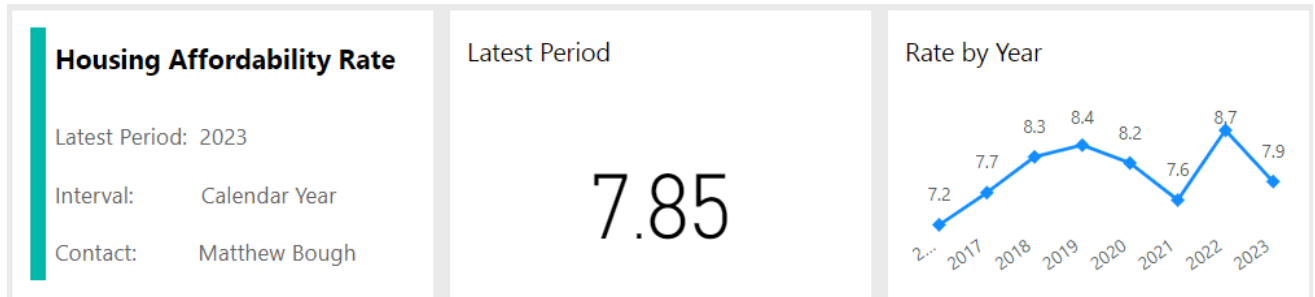 Housing Affordability Rate
Latest Period: 2023
Interval: Calendar Year
Contact: Matthew Bough
Latest Period
7.85
Rate by Year
7.2 7.7 8.3 8.4 8.2 7.6 8.7 7.9
2... 2017 2018 2019 2020 2021 2022 2023